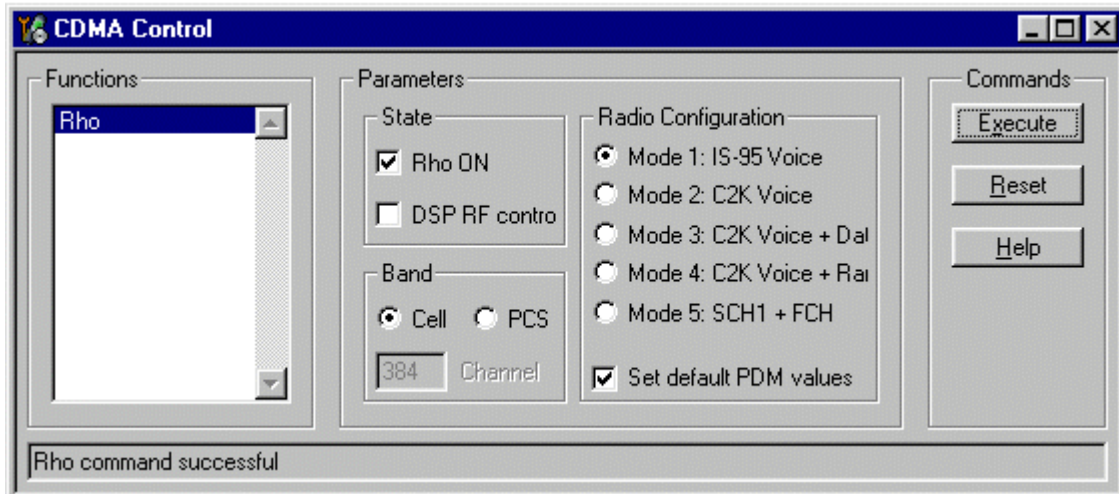 CDMA Control
Functions
Rho
Parameters
State
Rho ON
DSP RF contro
Band
Cell PCS
384 Channel
Radio Configuration
Mode 1: IS-95 Voice
Mode 2: C2K Voice
Mode 3: C2K Voice +
Mode 4: C2K Voice +
Mode 5: SCH1 + FCH
Set default PDM values
Commands
Execute
Reset
Help
Rho command successful